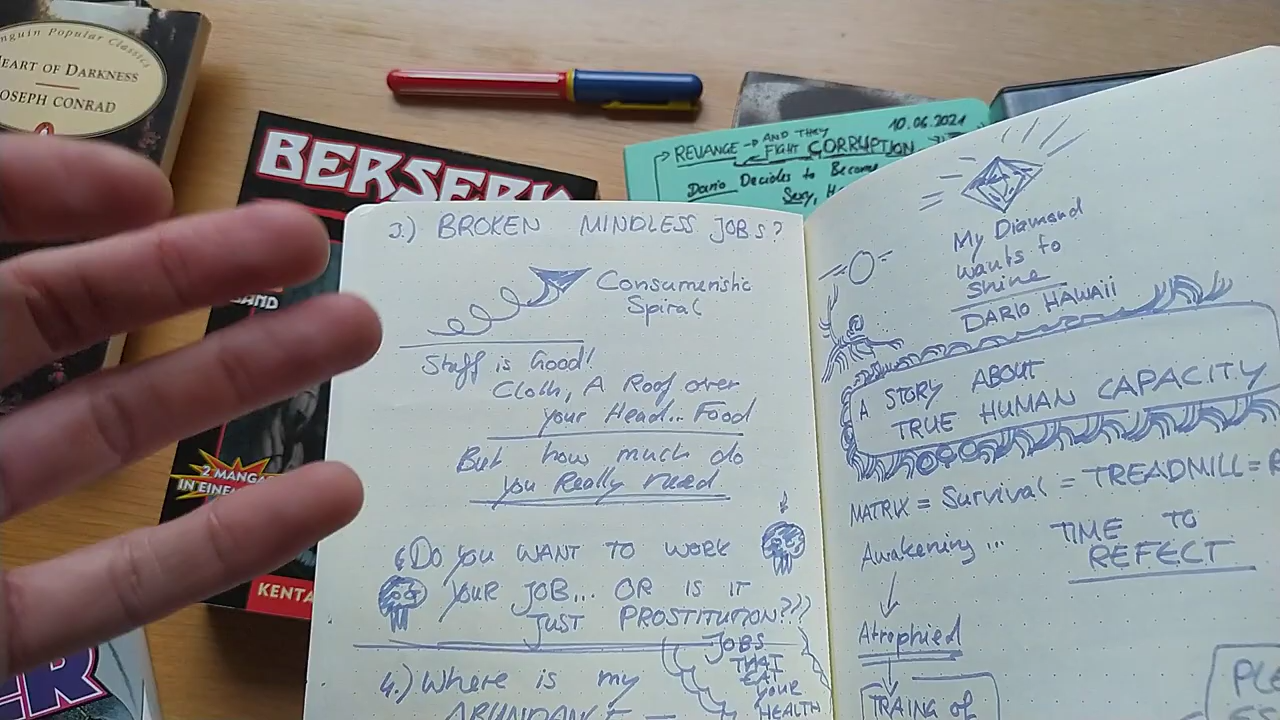 Penguin Popular Classics
HEART OF DARKNESS
JOSEPH CONRAD
BERSERK
2 MANGA
IN EINEM
KENTA
ER
10.06.2021
REVANGE → AND THEY
FIGHT CORRUPTION
Dario Decides to Become
Sexy,
3.) BROKEN MINDLESS JOBS?
Consumeristic
Spiral
Stuff is Good!
Cloth, A Roof over
your Head... Food
But how much do
you Really need
Do you WANT TO WORK
YOUR JOB... OR IS IT
JUST PROSTITUTION?!?
JOBS
THAT
EAT
YOUR
HEALTH
4.) Where is my
My Diamond
wants to
Shine
DARIO HAWAII
A STORY ABOUT
TRUE HUMAN CAPACITY
MATRIX = Survival = TREADMILL =
Awakening... TIME TO
REFECT
Atrophied
TRAING of